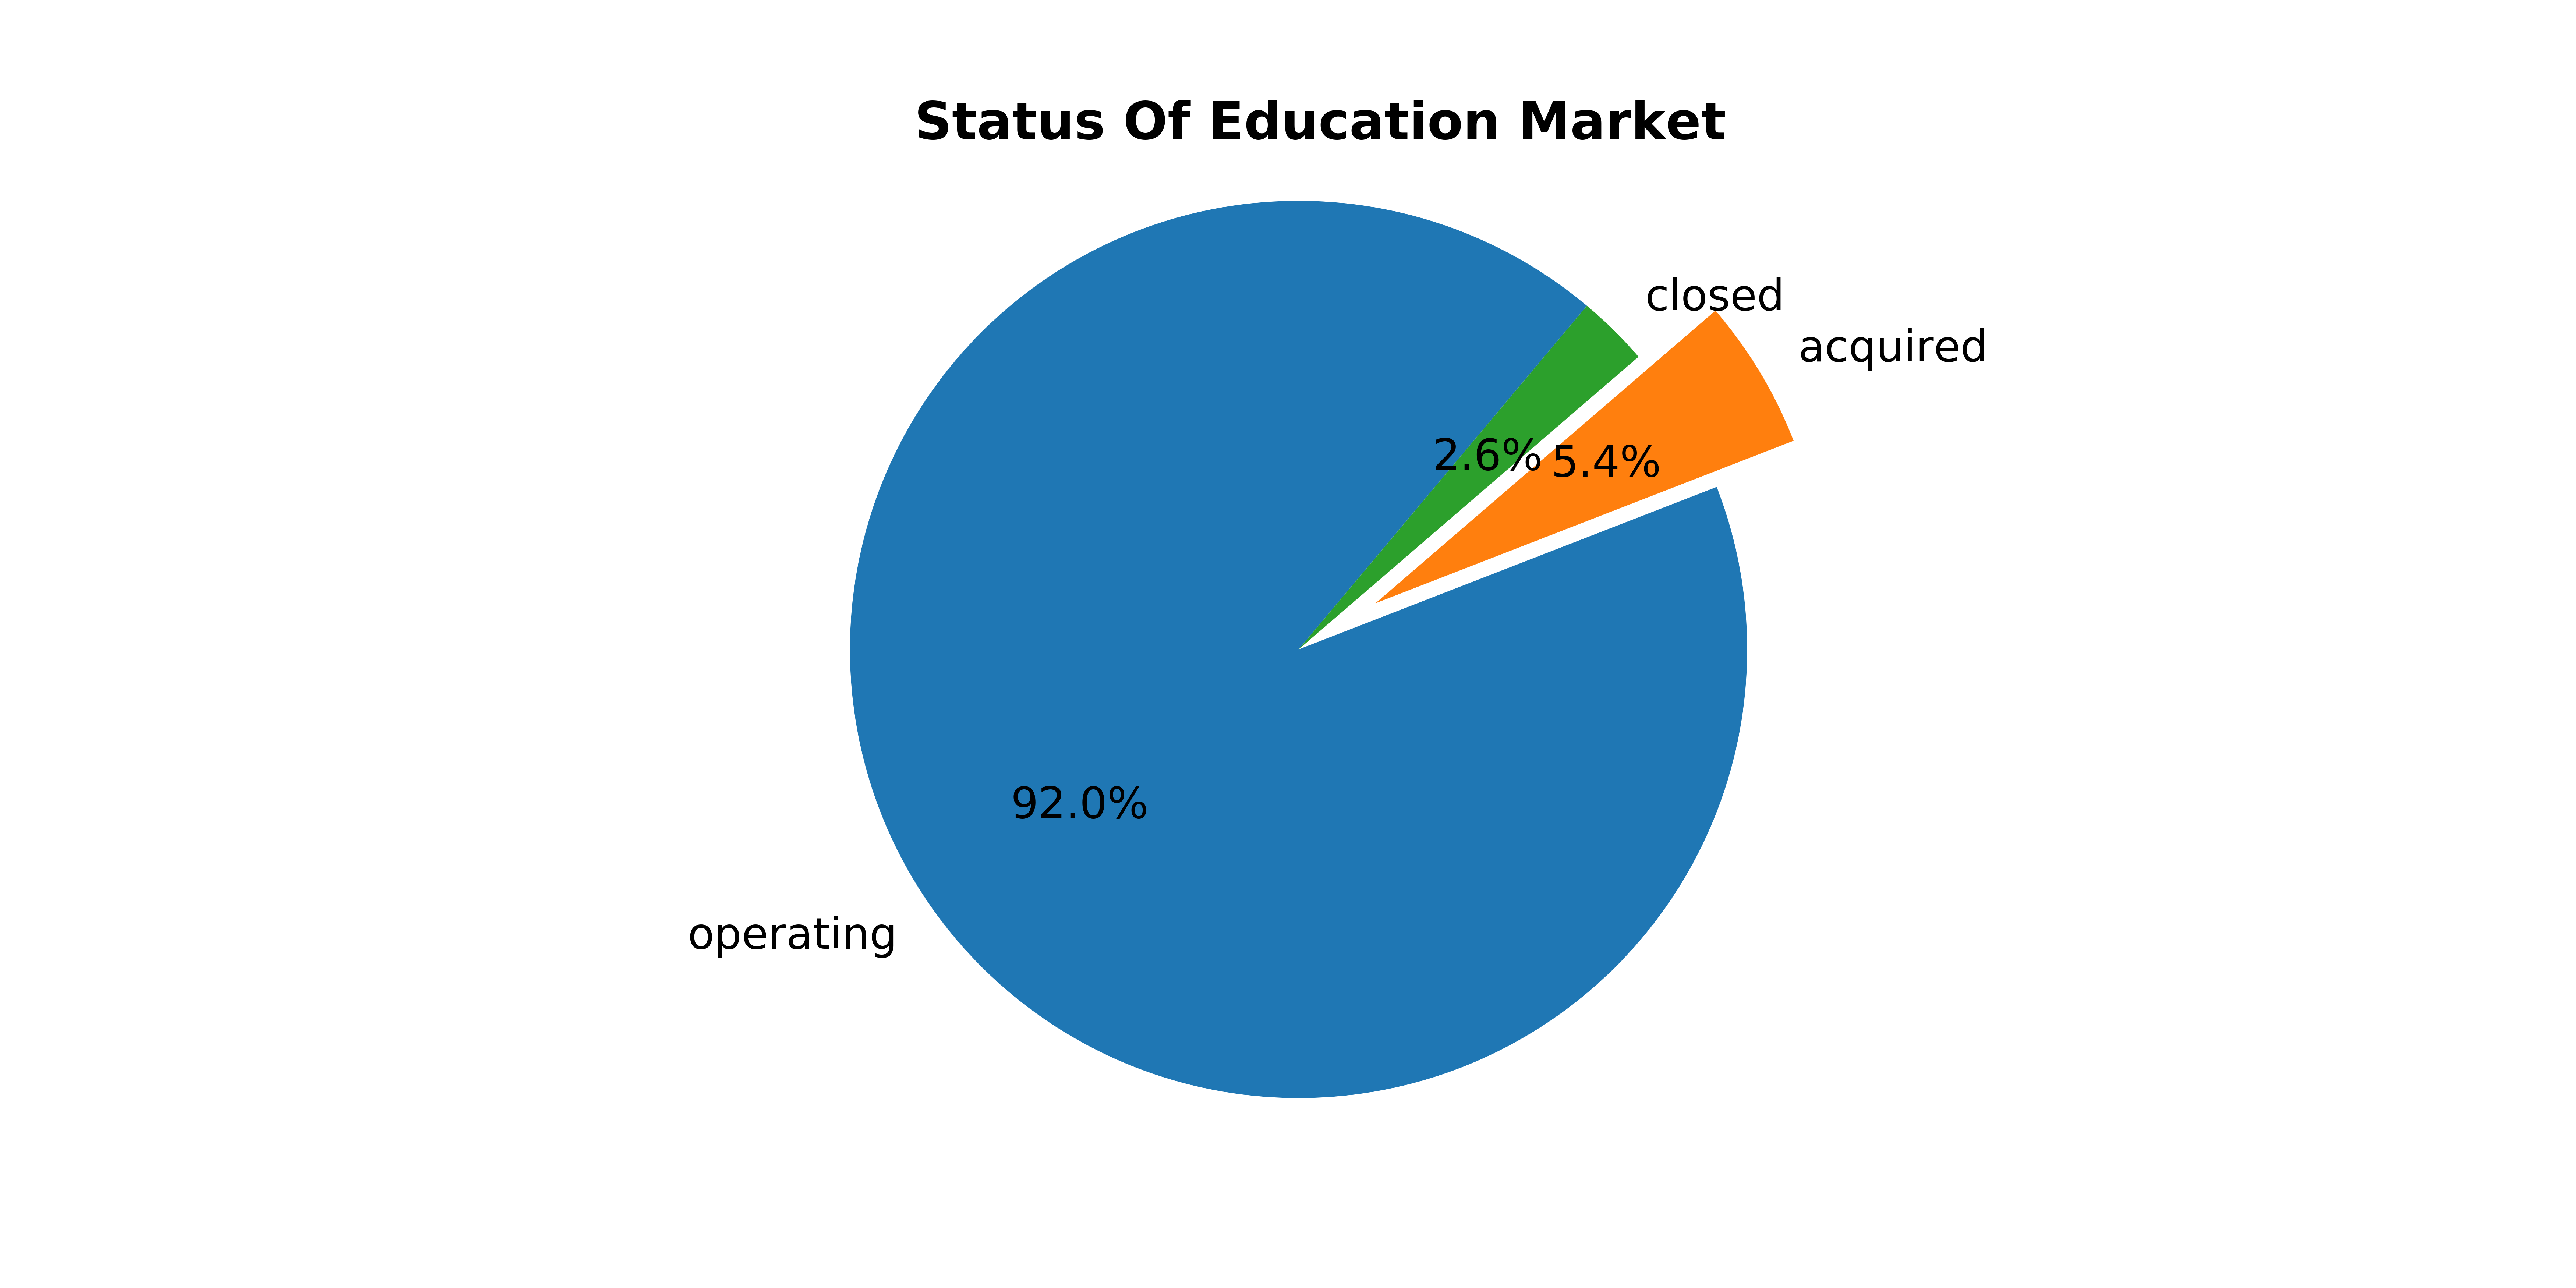 Status Of Education Market
closed
acquired
2.6%
5.4%
92.0%
operating